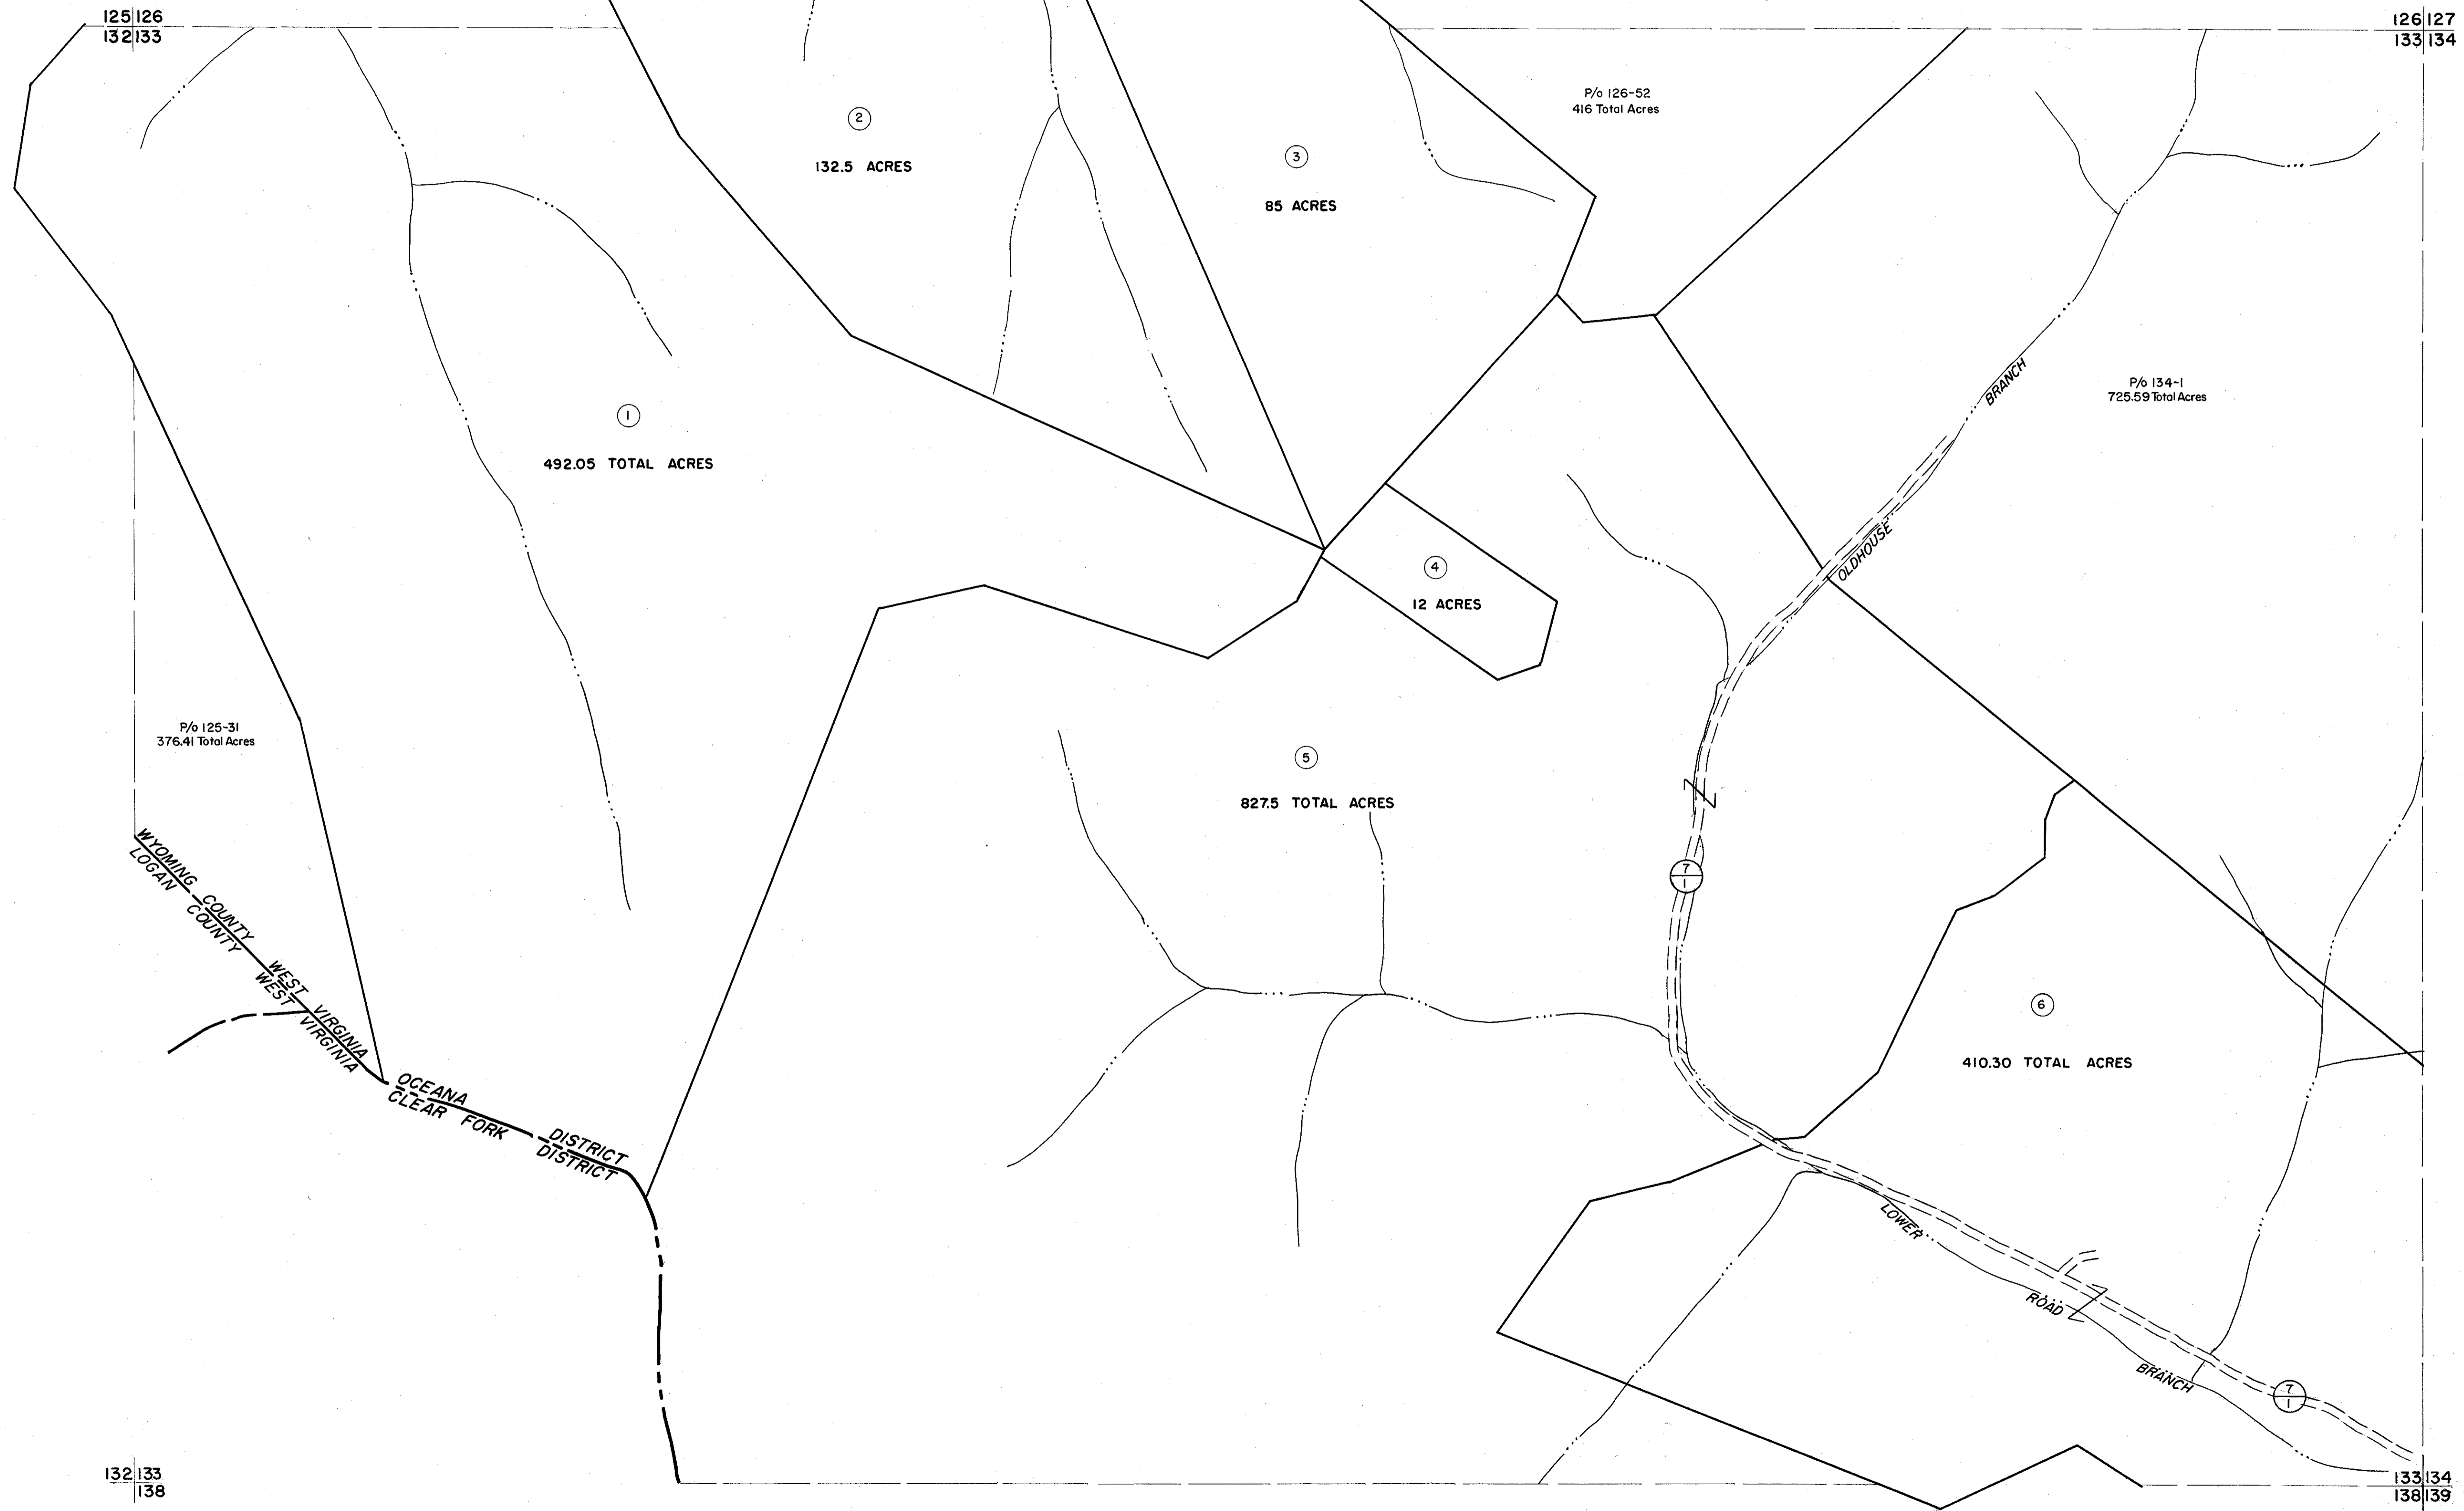 125 126
132 133
126 127
133 134
P/o 126-52
416 Total Acres
2
132.5 ACRES
3
85 ACRES
P/o 134-1
725.59 Total Acres
BRANCH
1
492.05 TOTAL ACRES
OLDHOUSE
4
12 ACRES
P/o 125-31
376.41 Total Acres
5
827.5 TOTAL ACRES
7
1
WYOMING COUNTY WEST VIRGINIA
LOGAN COUNTY WEST VIRGINIA
6
410.30 TOTAL ACRES
OCEANA DISTRICT
CLEAR FORK DISTRICT
LOWER
ROAD
BRANCH
7
1
132 133
138
133 134
138 139